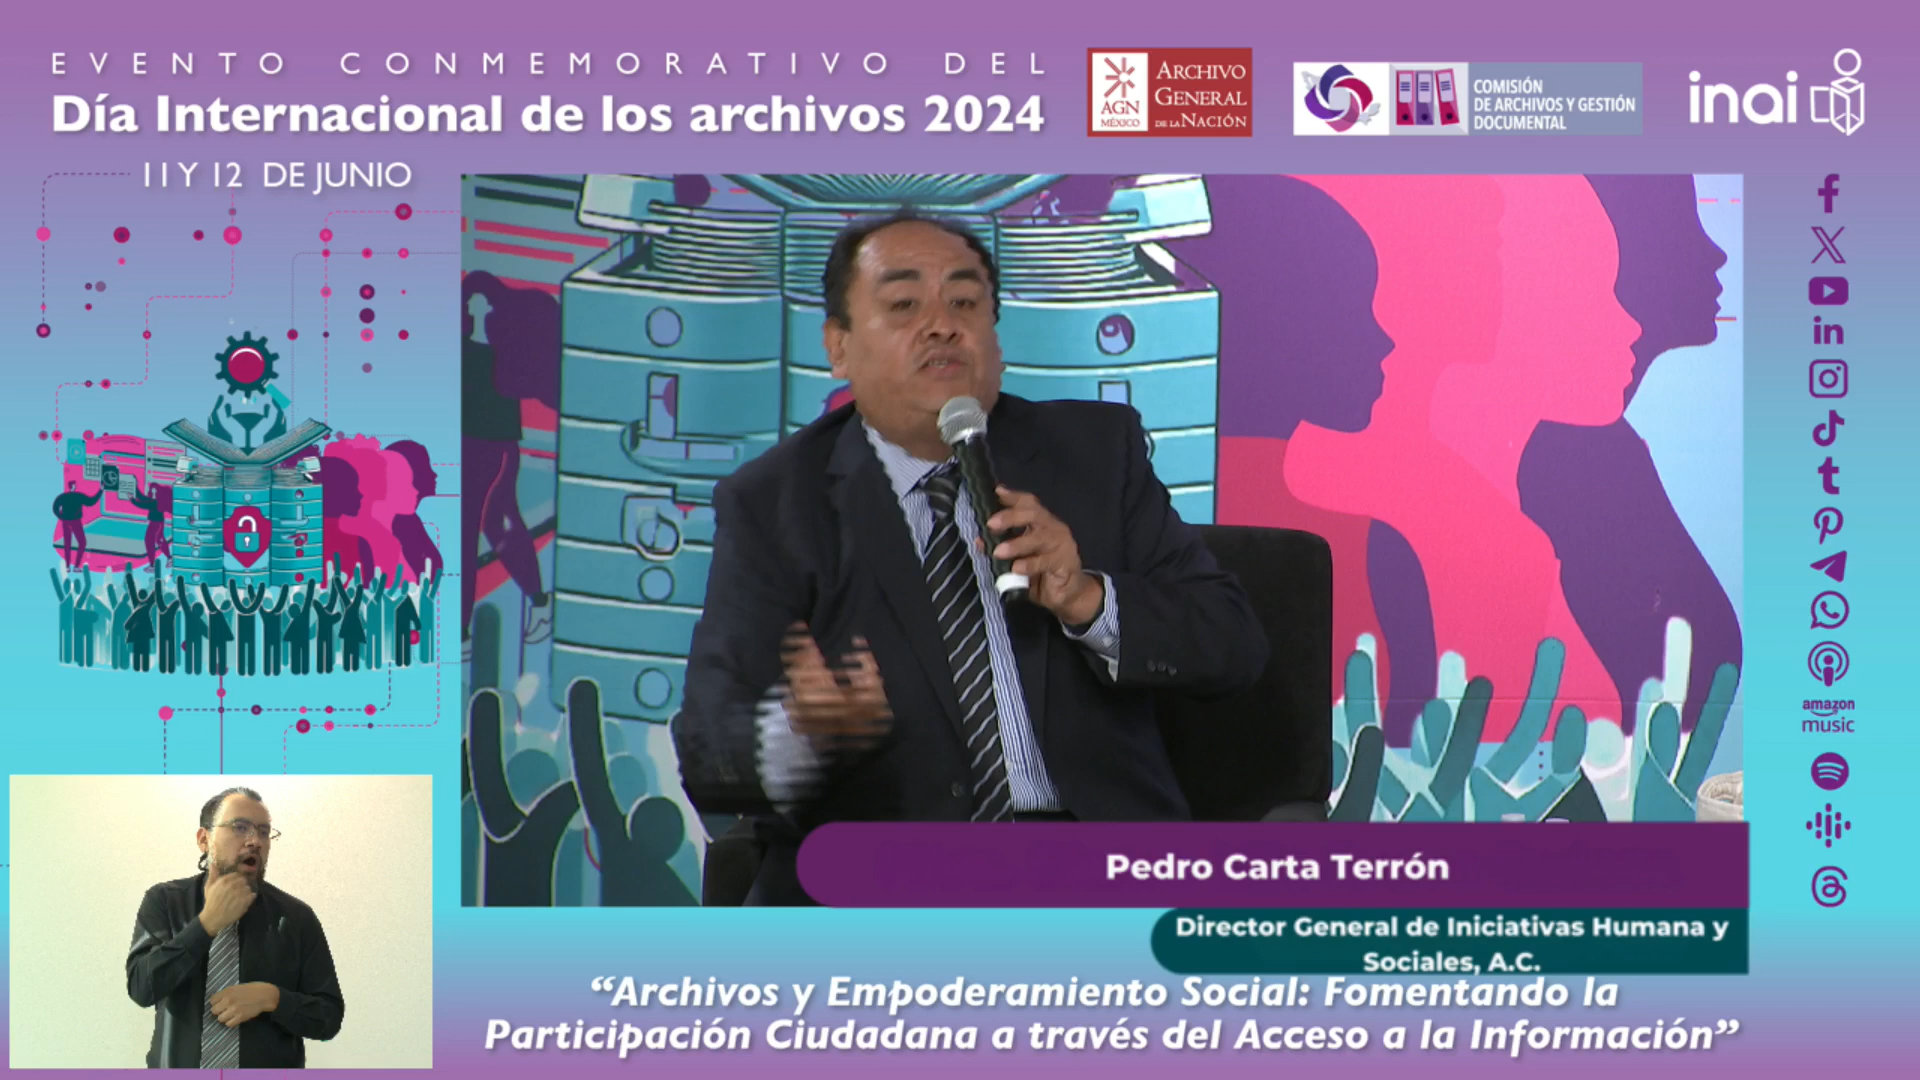 EVENTO CONMEMORATIVO DEL
Día Internacional de los archivos 2024
11 Y 12 DE JUNIO
AGN
MÉXICO
ARCHIVO
GENERAL
DE LA NACIÓN
COMISIÓN
DE ARCHIVOS Y GESTIÓN
DOCUMENTAL
inai
amazon
music
Pedro Carta Terrón
Director General de Iniciativas Humana y
Sociales, A.C.
“Archivos y Empoderamiento Social: Fomentando la
Participación Ciudadana a través del Acceso a la Información”